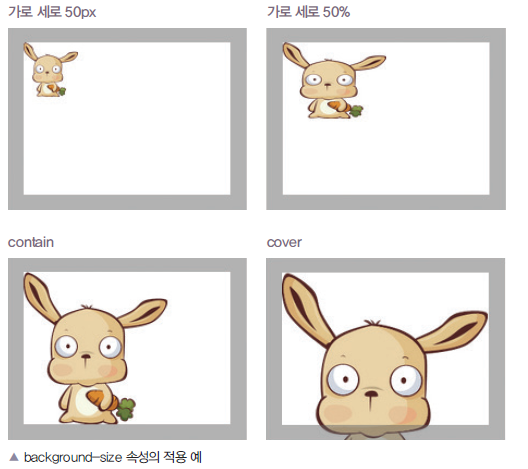 가로 세로 50px
가로 세로 50%
contain
cover
▲ background-size 속성의 적용 예